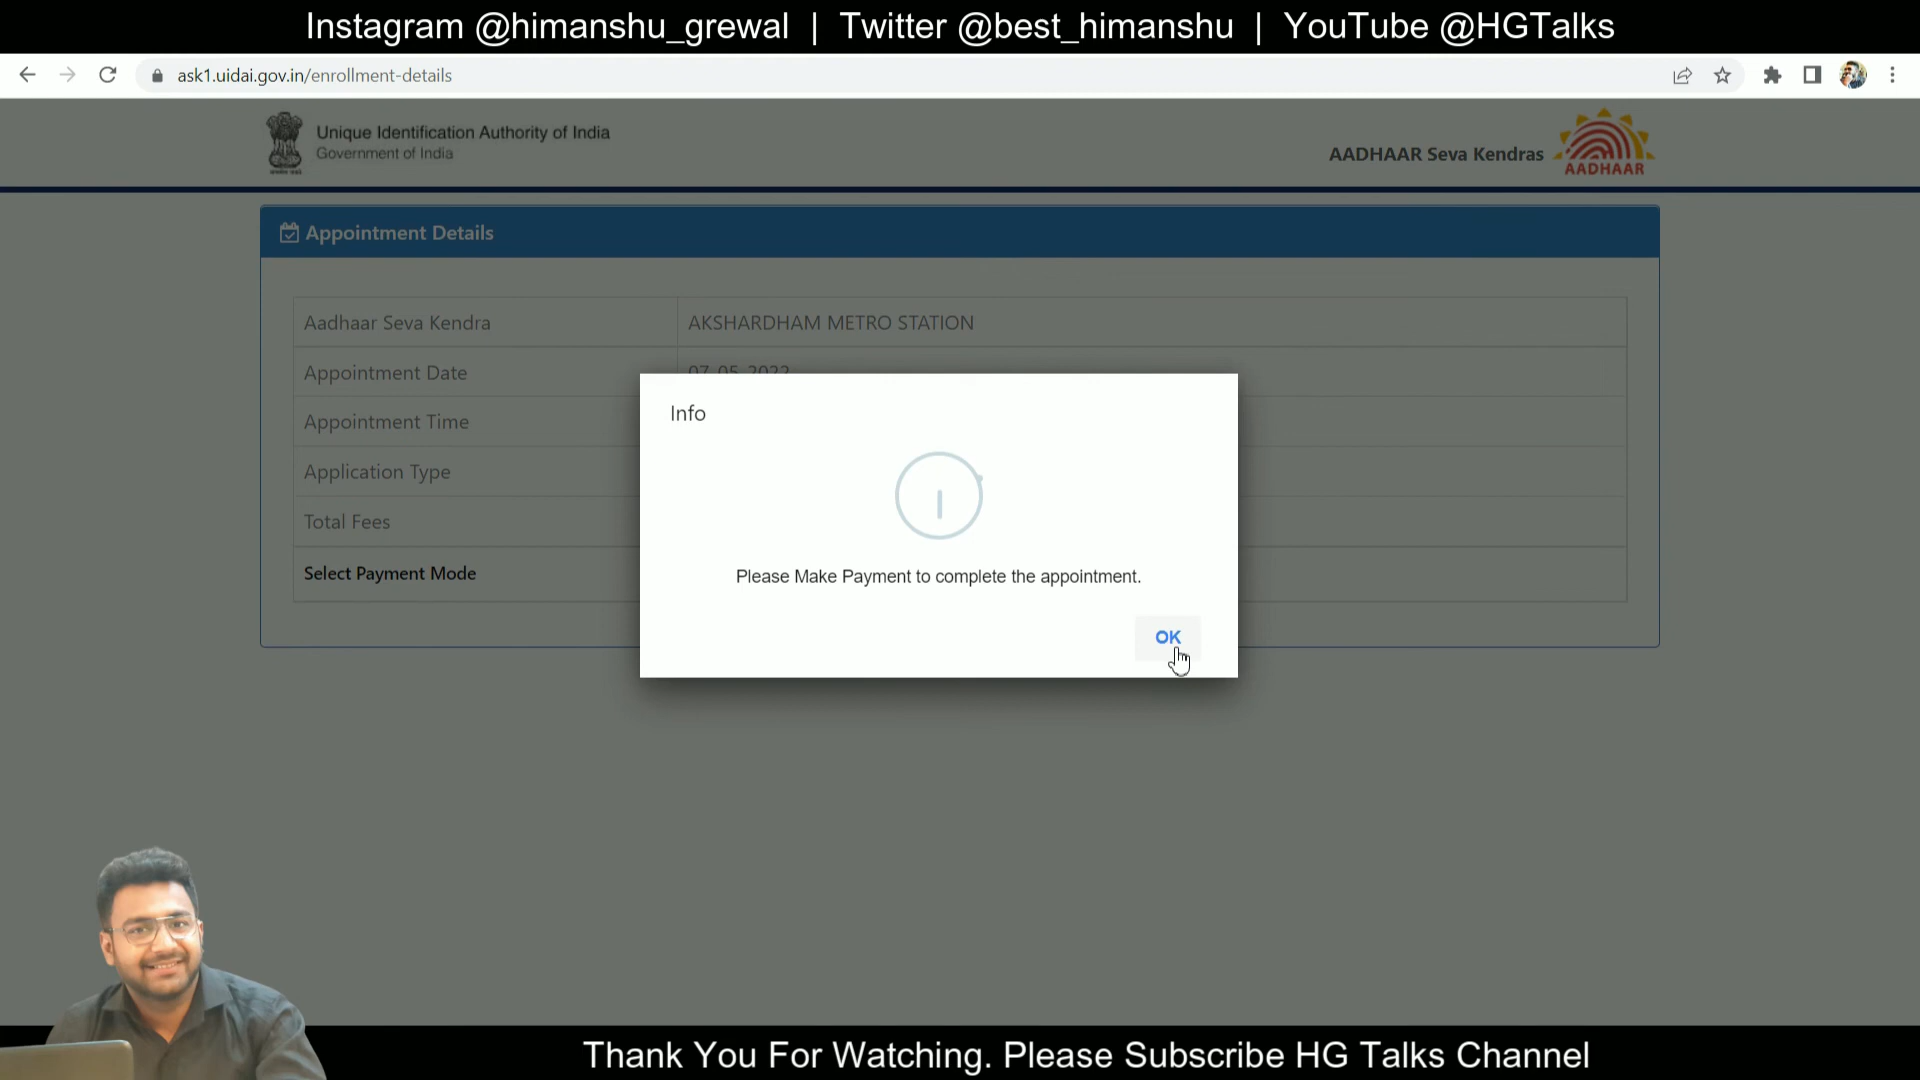 Instagram @himanshu_grewal | Twitter @best_himanshu | YouTube @HGTalks
ask1.uidai.gov.in/enrollment-details
Unique Identification Authority of India
Government of India
AADHAAR Seva Kendras
AADHAAR
Appointment Details
Aadhaar Seva Kendra AKSHARDHAM METRO STATION
Appointment Date 07-05-2022
Appointment Time
Application Type
Total Fees
Select Payment Mode
Info
Please Make Payment to complete the appointment.
OK
Thank You For Watching. Please Subscribe HG Talks Channel